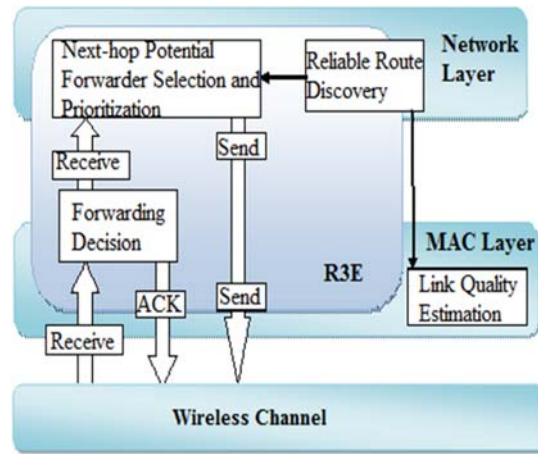 Next-hop Potential
Forwarder Selection and
Prioritization
Reliable Route
Discovery
Network
Layer
Receive
Send
Forwarding
Decision
MAC Layer
R3E
Link Quality
Estimation
ACK
Send
Receive
Wireless Channel